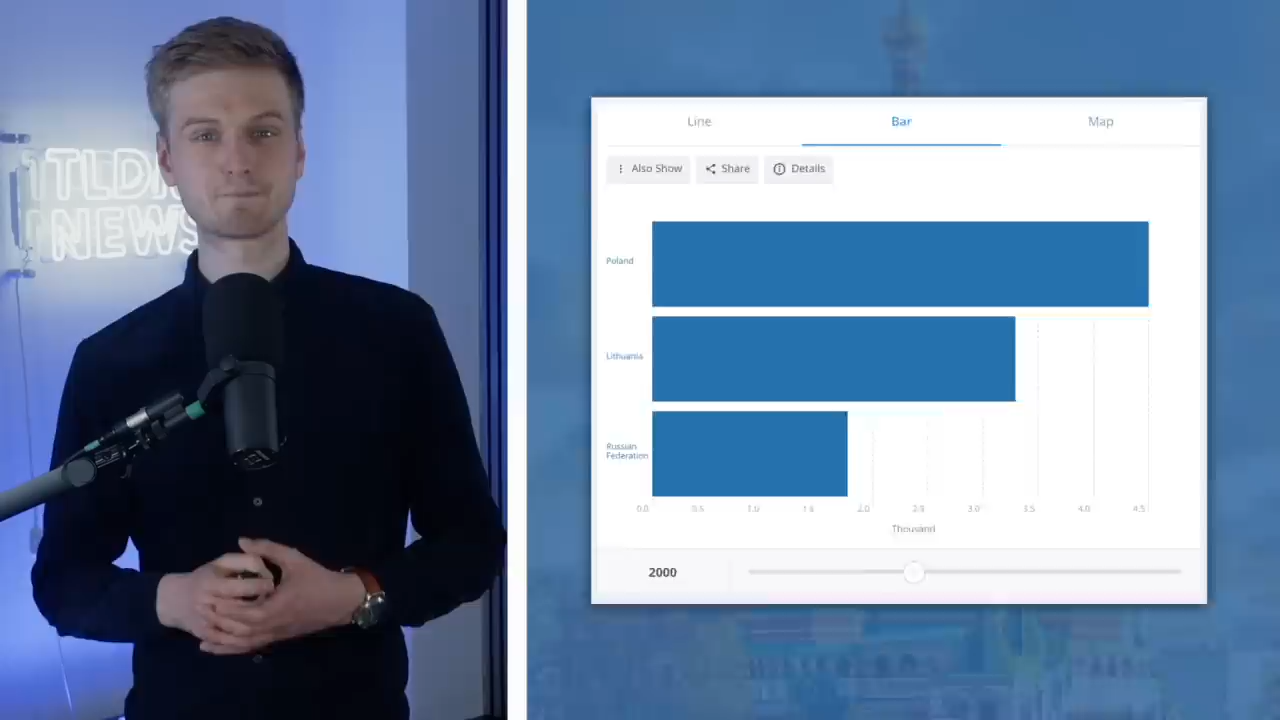 TLDR
NEWS
Line
Bar
Map
Also Show
Share
Details
Poland
Lithuania
Russian
Federation
0.0
0.5
1.0
1.5
2.0
2.5
3.0
3.5
4.0
4.5
Thousand
2000